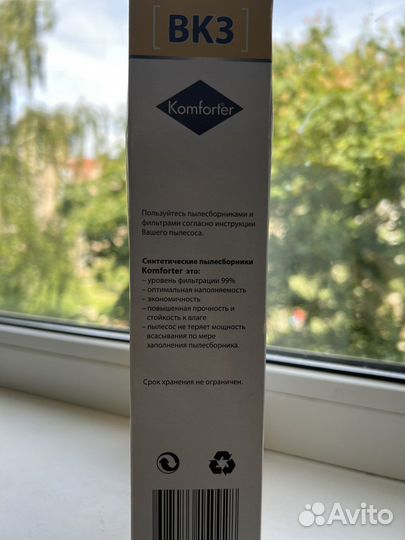 [BK3]
Komforter
Пользуйтесь пылесборниками и
фильтрами согласно инструкции
Вашего пылесоса.
Синтетические пылесборники
Komforter это:
– уровень фильтрации 99%
– оптимальная наполняемость
– экономичность
– повышенная прочность и
стойкость к влаге
– пылесос не теряет мощность
всасывания по мере
заполнения пылесборника.
Срок хранения не ограничен.
Avito